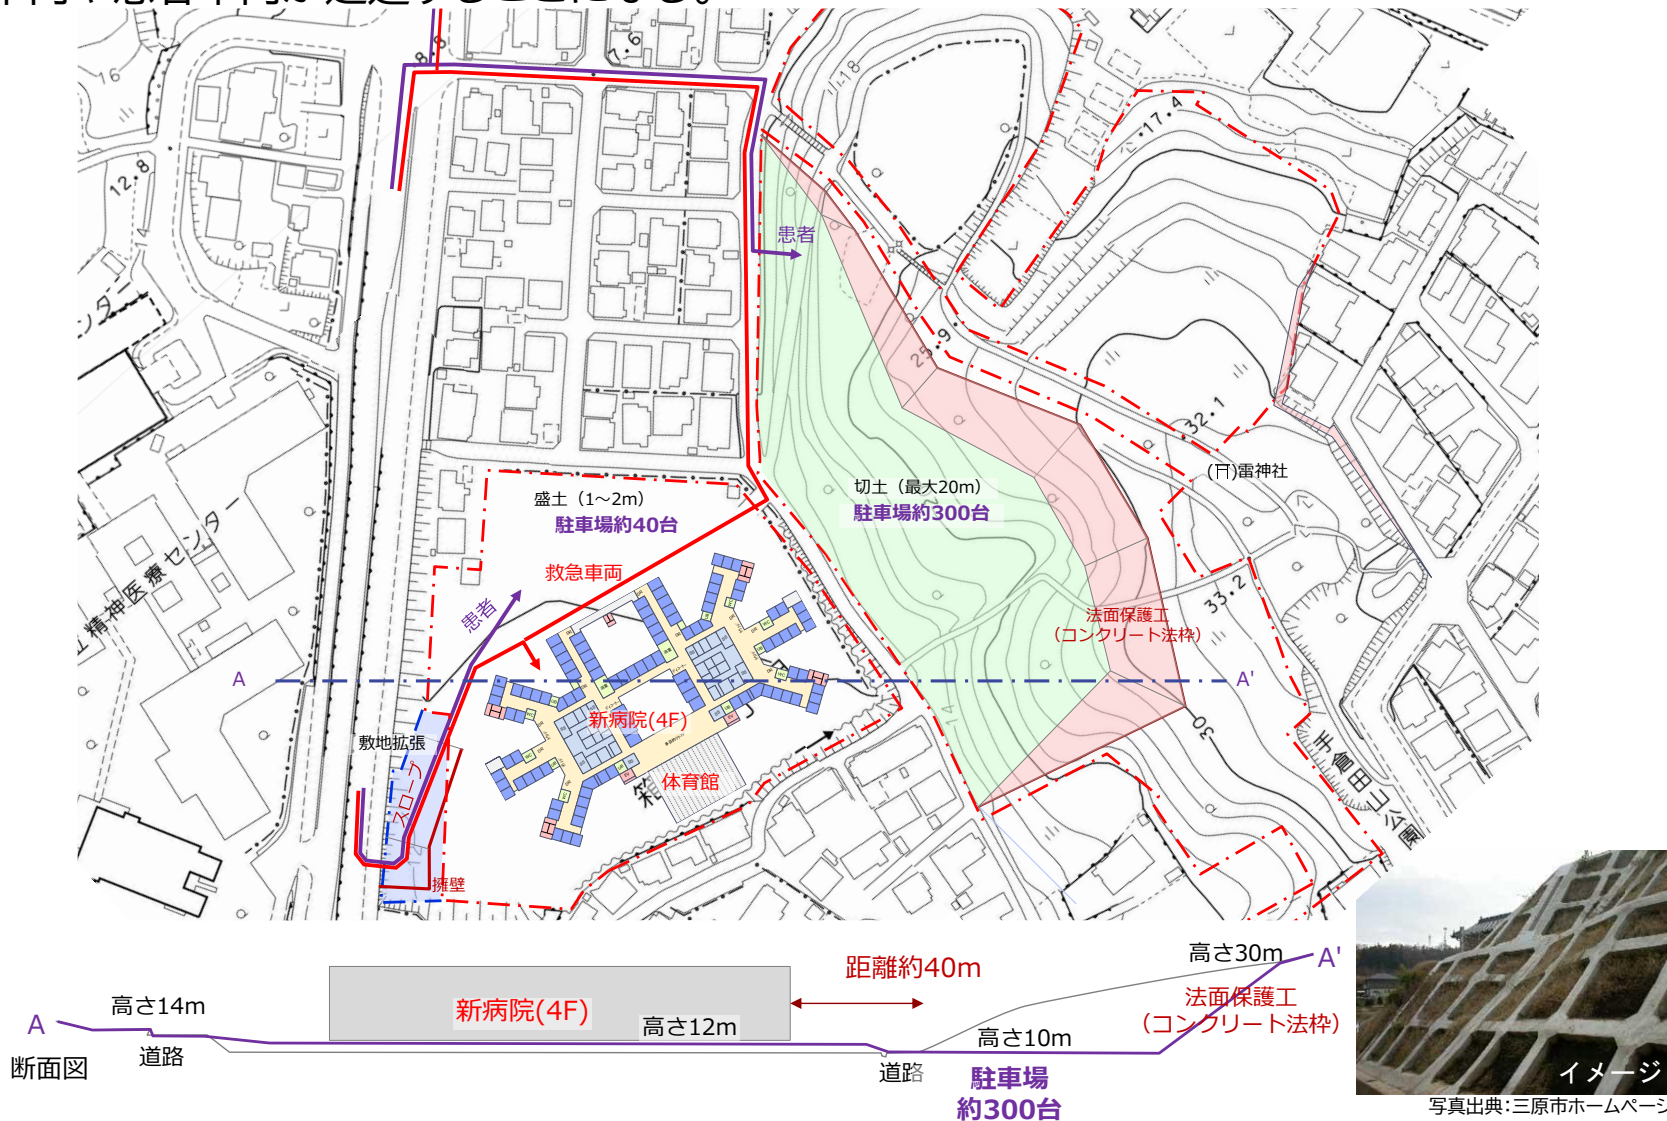 16
12.8
8.8
7.6
18
17.4
患者
25.9
32.1
(⛩)雷神社
盛土（1～2m）
駐車場約40台
切土（最大20m）
駐車場約300台
救急車両
患者
精神医療センター
33.2
法面保護工
（コンクリート法枠）
A
A'
新病院(4F)
敷地拡張
スロープ
体育館
30
手倉田山公園
擁壁
高さ30m
A'
距離約40m
高さ14m
新病院(4F)
法面保護工
（コンクリート法枠）
A
高さ12m
高さ10m
道路
断面図
道路
駐車場
約300台
イメージ
写真出典：三原市ホームページ